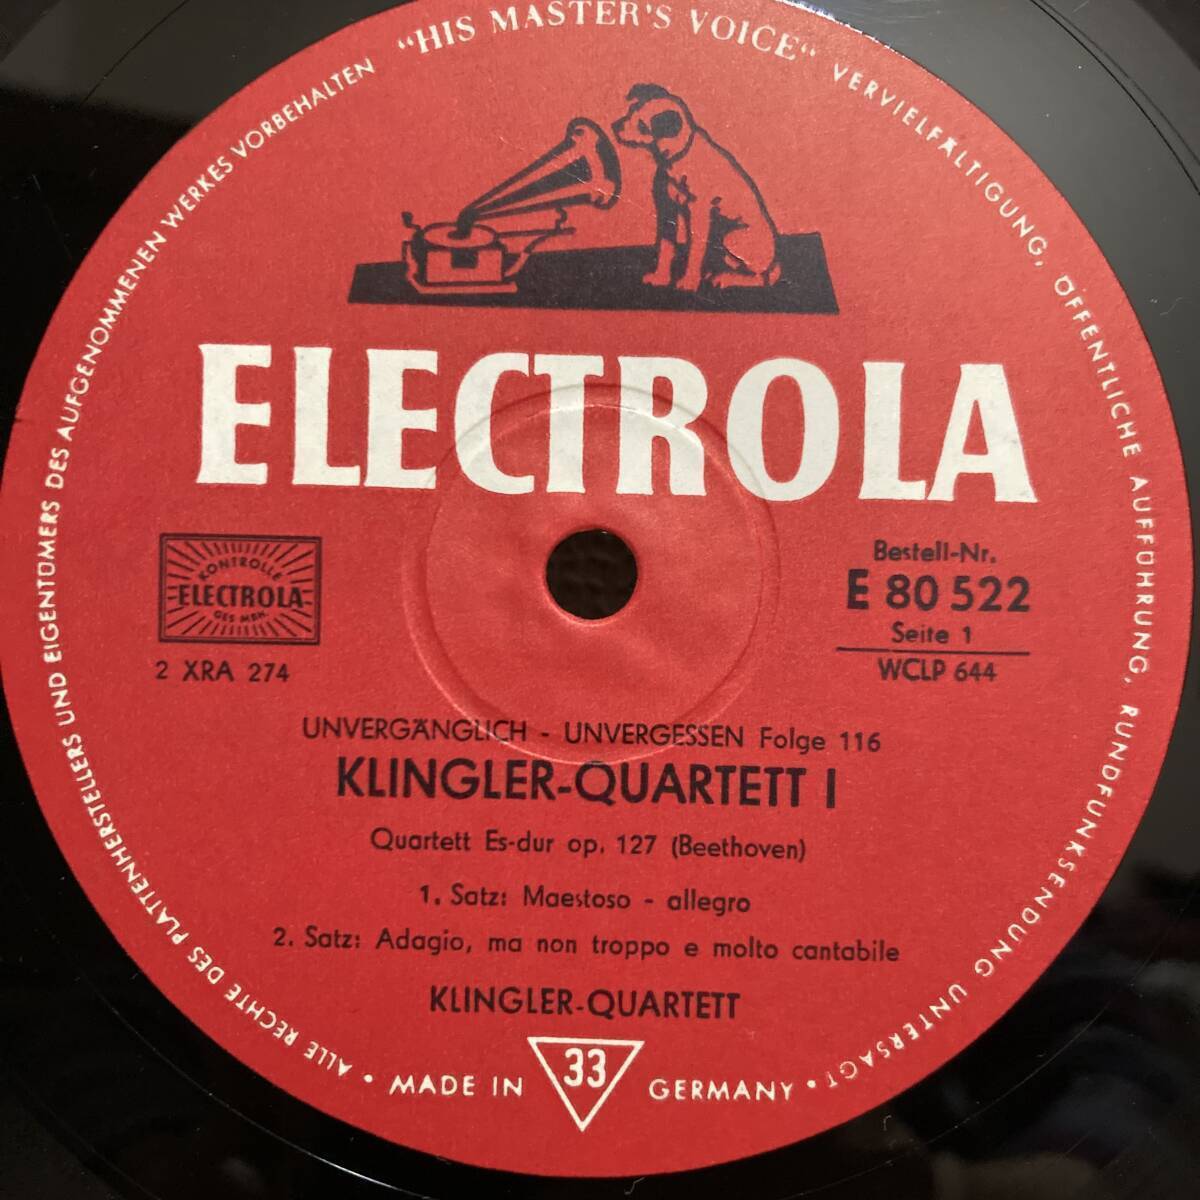 "HIS MASTER'S VOICE"
VERVIELFÄLTIGUNG, ÖFFENTLICHE AUFFÜHRUNG, RUNDFUNKSENDUNG UNTERSAGT •
ALLE RECHTE DES PLATTENHERSTELLERS UND EIGENTÜMERS DES AUFGENOMMENEN WERKES VORBEHALTEN
ELECTROLA
KONTROLLE
ELECTROLA
GES MBH.
2 XRA 274
Bestell-Nr.
E 80 522
Seite 1
WCLP 644
UNVERGÄNGLICH - UNVERGESSEN Folge 116
KLINGLER-QUARTETT I
Quartett Es-dur op. 127 (Beethoven)
1. Satz: Maestoso - allegro
2. Satz: Adagio, ma non troppo e molto cantabile
KLINGLER-QUARTETT
• MADE IN 33 GERMANY •